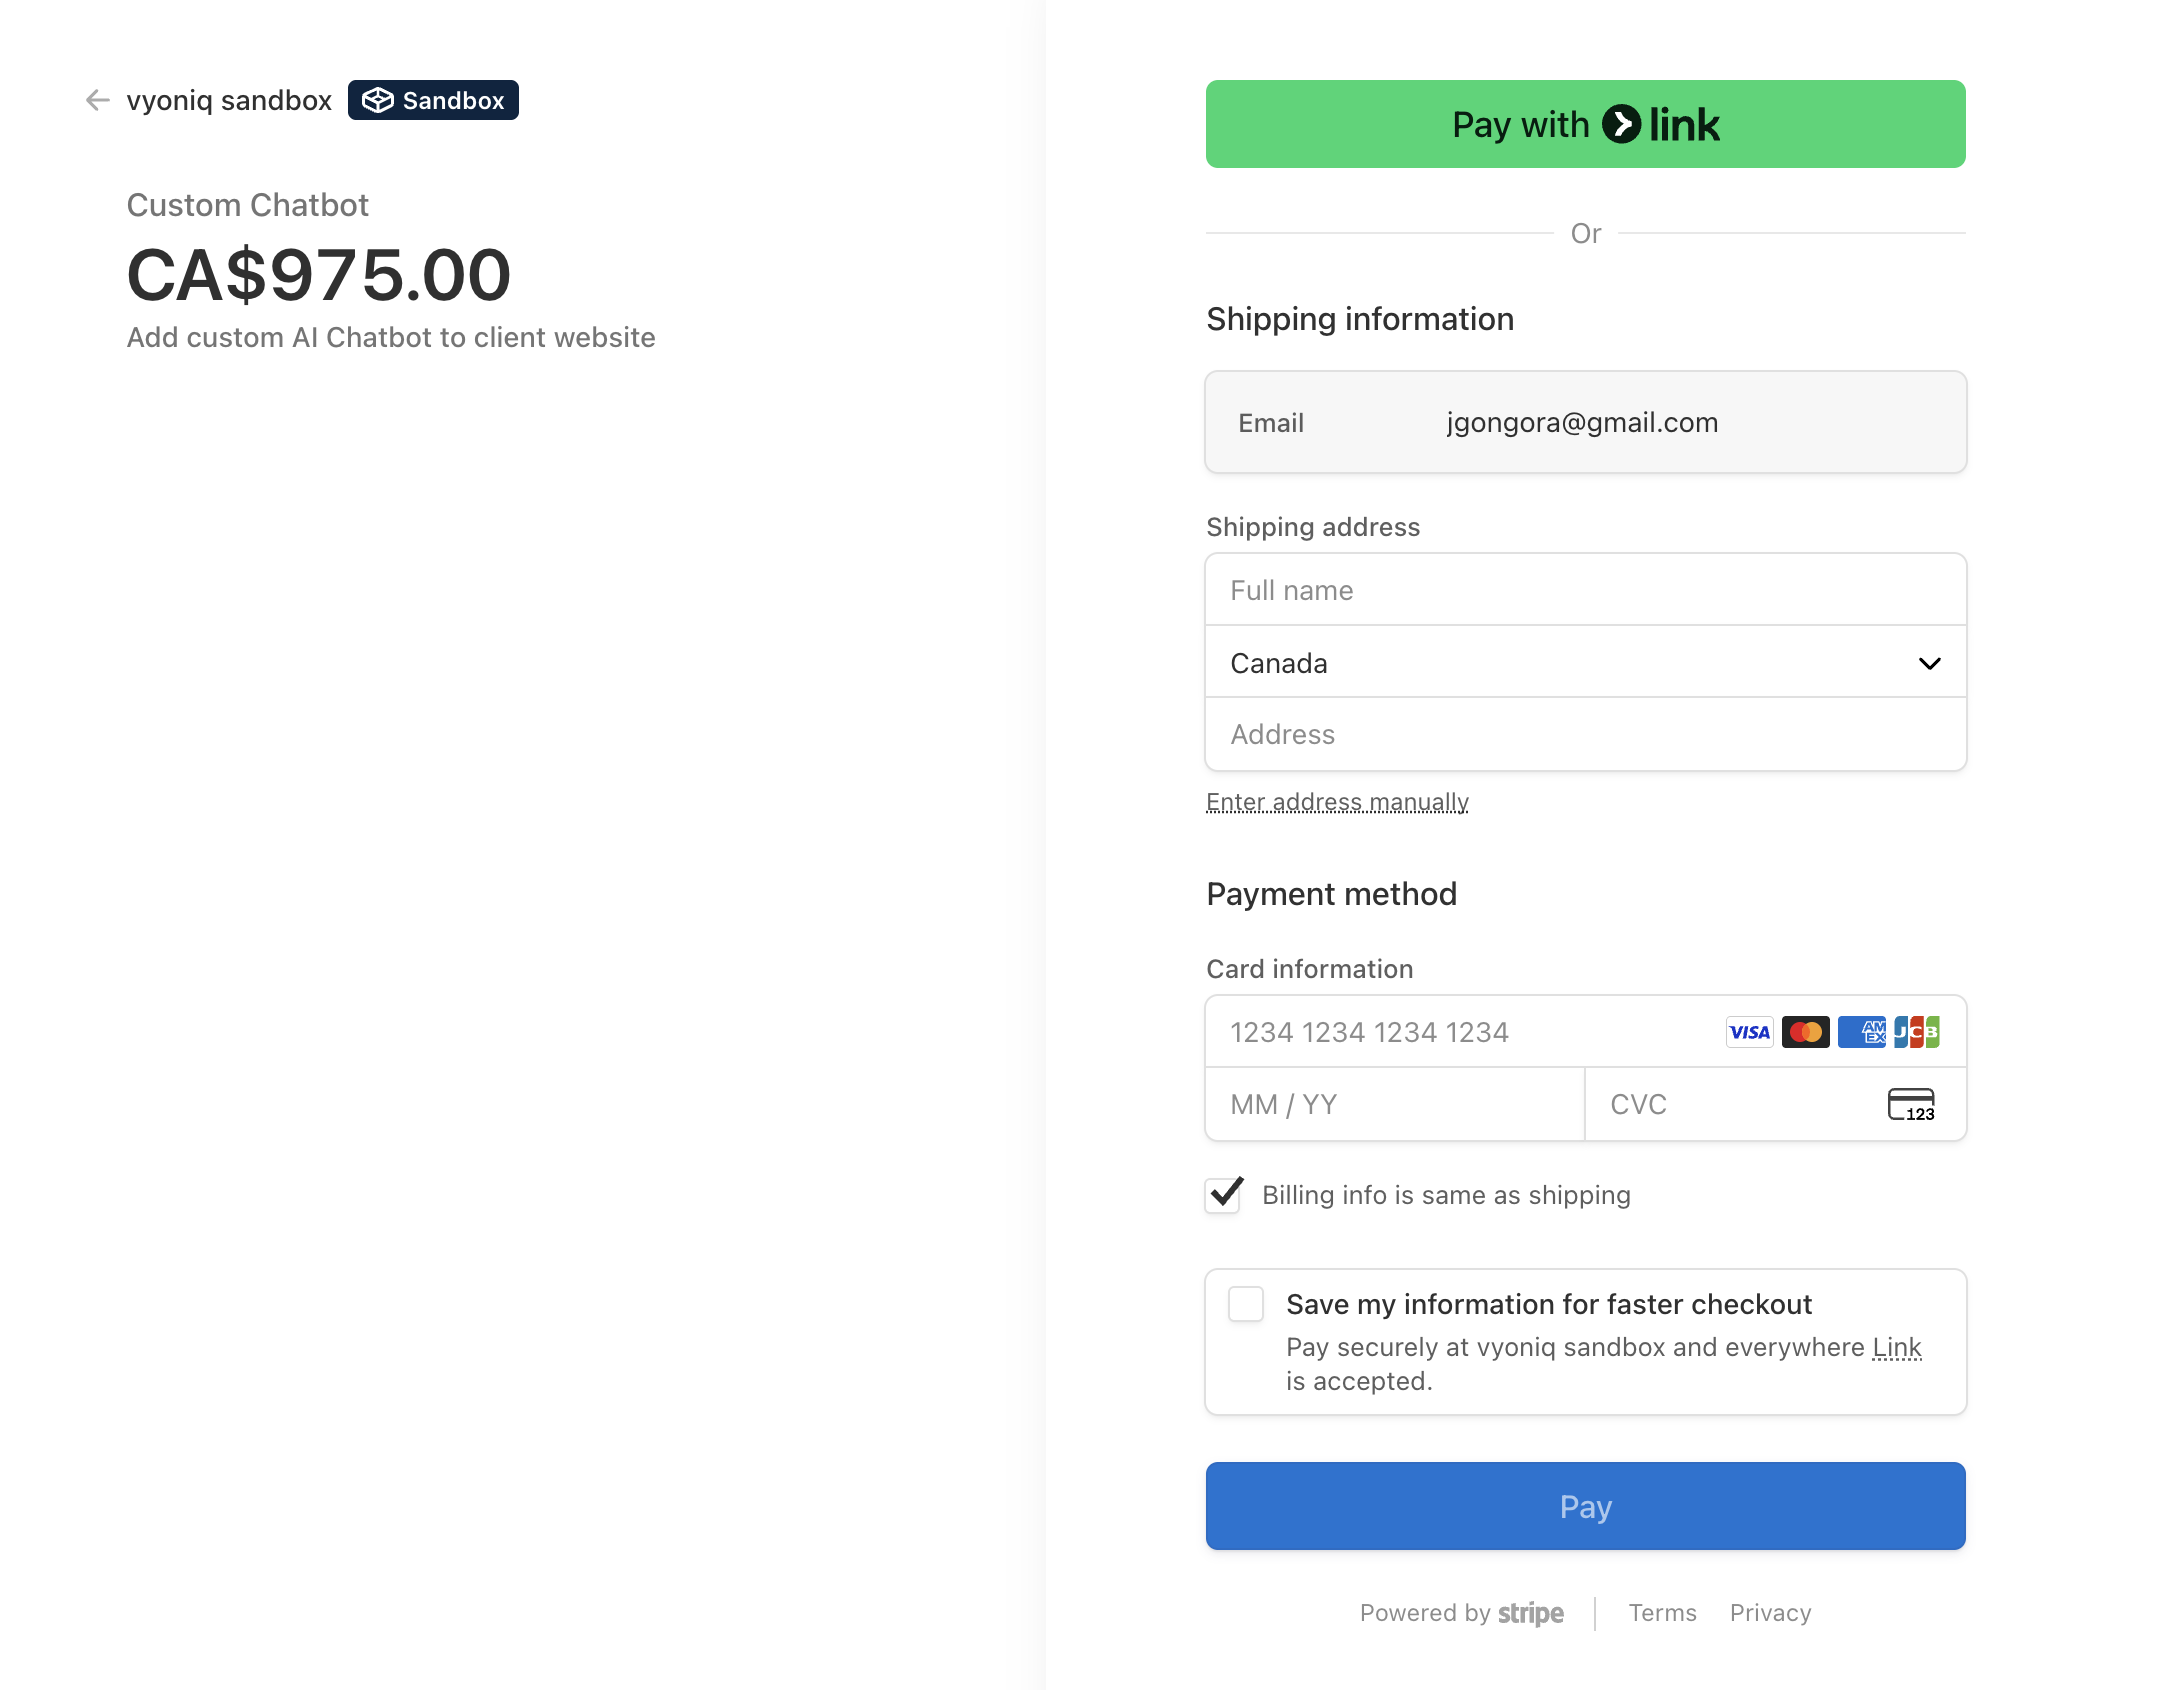 vyoniq sandbox Sandbox
Custom Chatbot
CA$975.00
Add custom AI Chatbot to client website
Pay with link
Or
Shipping information
Email jgongora@gmail.com
Shipping address
Full name
Canada
Address
Enter address manually
Payment method
Card information
1234 1234 1234 1234 VISA AMEX JCB
MM / YY CVC 123
Billing info is same as shipping
Save my information for faster checkout
Pay securely at vyoniq sandbox and everywhere Link
is accepted.
Pay
Powered by stripe Terms Privacy